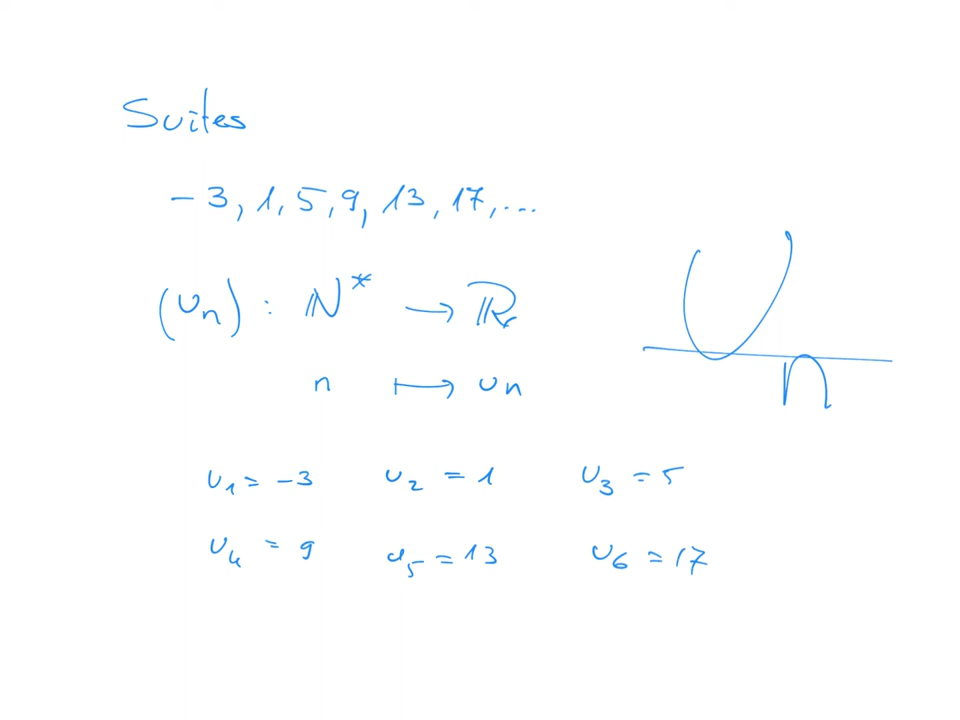 Suites
-3, 1, 5, 9, 13, 17, ...
(un) : ℕ* → ℝ
n ↦ un
U
n
u1 = -3 u2 = 1 u3 = 5
u4 = 9 u5 = 13 u6 = 17